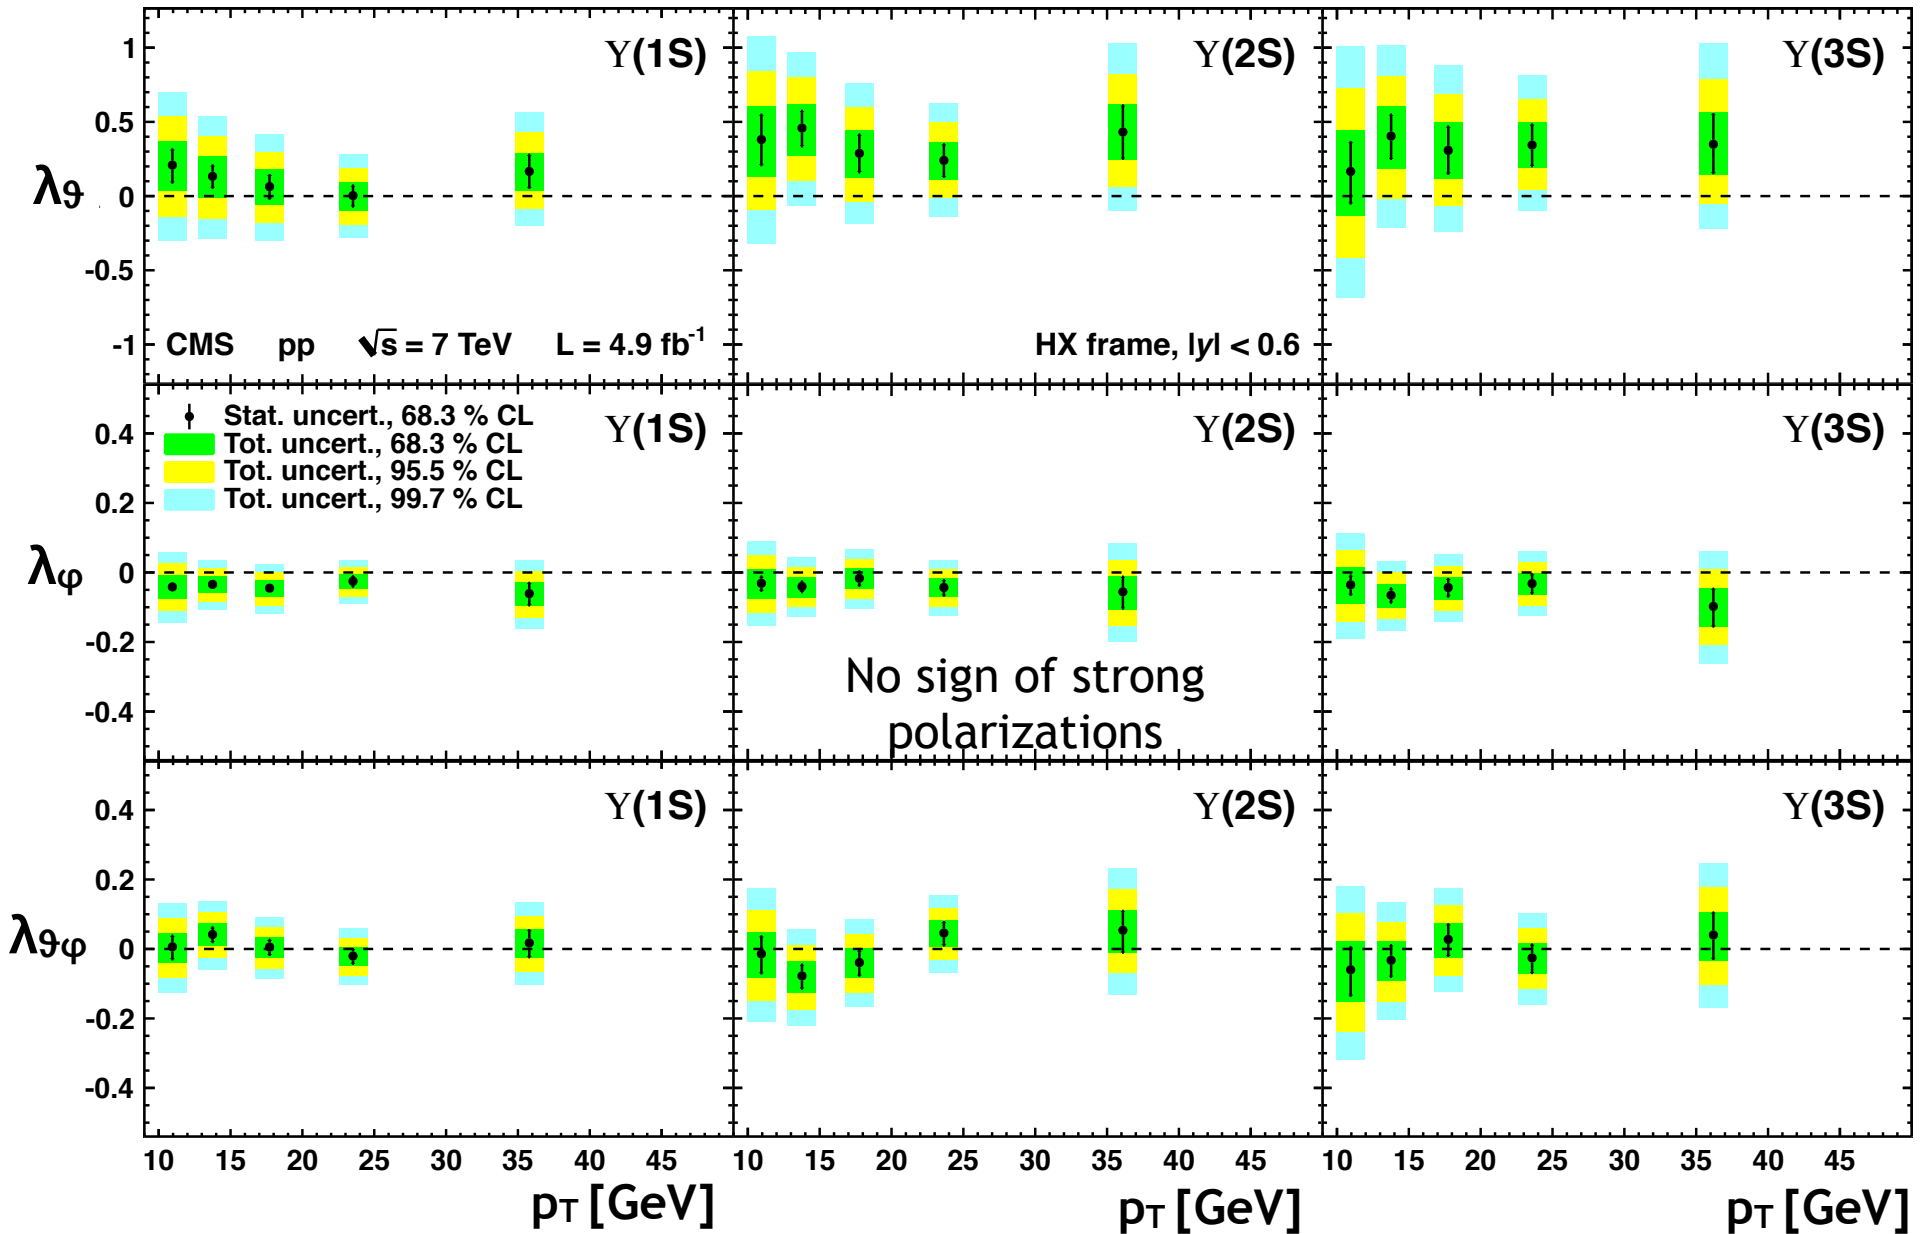 Υ(1S) Υ(2S) Υ(3S)
1
0.5
λϑ 0
-0.5
-1
CMS pp √s = 7 TeV L = 4.9 fb⁻¹ HX frame, |y| < 0.6
Stat. uncert., 68.3 % CL
Tot. uncert., 68.3 % CL
Tot. uncert., 95.5 % CL
Tot. uncert., 99.7 % CL
Υ(1S) Υ(2S) Υ(3S)
0.4
0.2
λφ 0
-0.2
-0.4
No sign of strong
polarizations
Υ(1S) Υ(2S) Υ(3S)
0.4
0.2
λϑφ 0
-0.2
-0.4
10 15 20 25 30 35 40 45 10 15 20 25 30 35 40 45 10 15 20 25 30 35 40 45
pT [GeV] pT [GeV] pT [GeV]